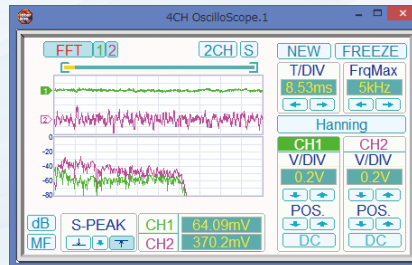 4CH OscilloScope.1
FFT 1 2 2CH S NEW FREEZE
T/DIV FrqMax
8.53ms 5kHz
Hanning
1
2
CH1 CH2
V/DIV V/DIV
0.2V 0.2V
0
-20
-40
-60
-80
POS. POS.
DC DC
dB S-PEAK CH1 64.09mV
MF CH2 370.2mV